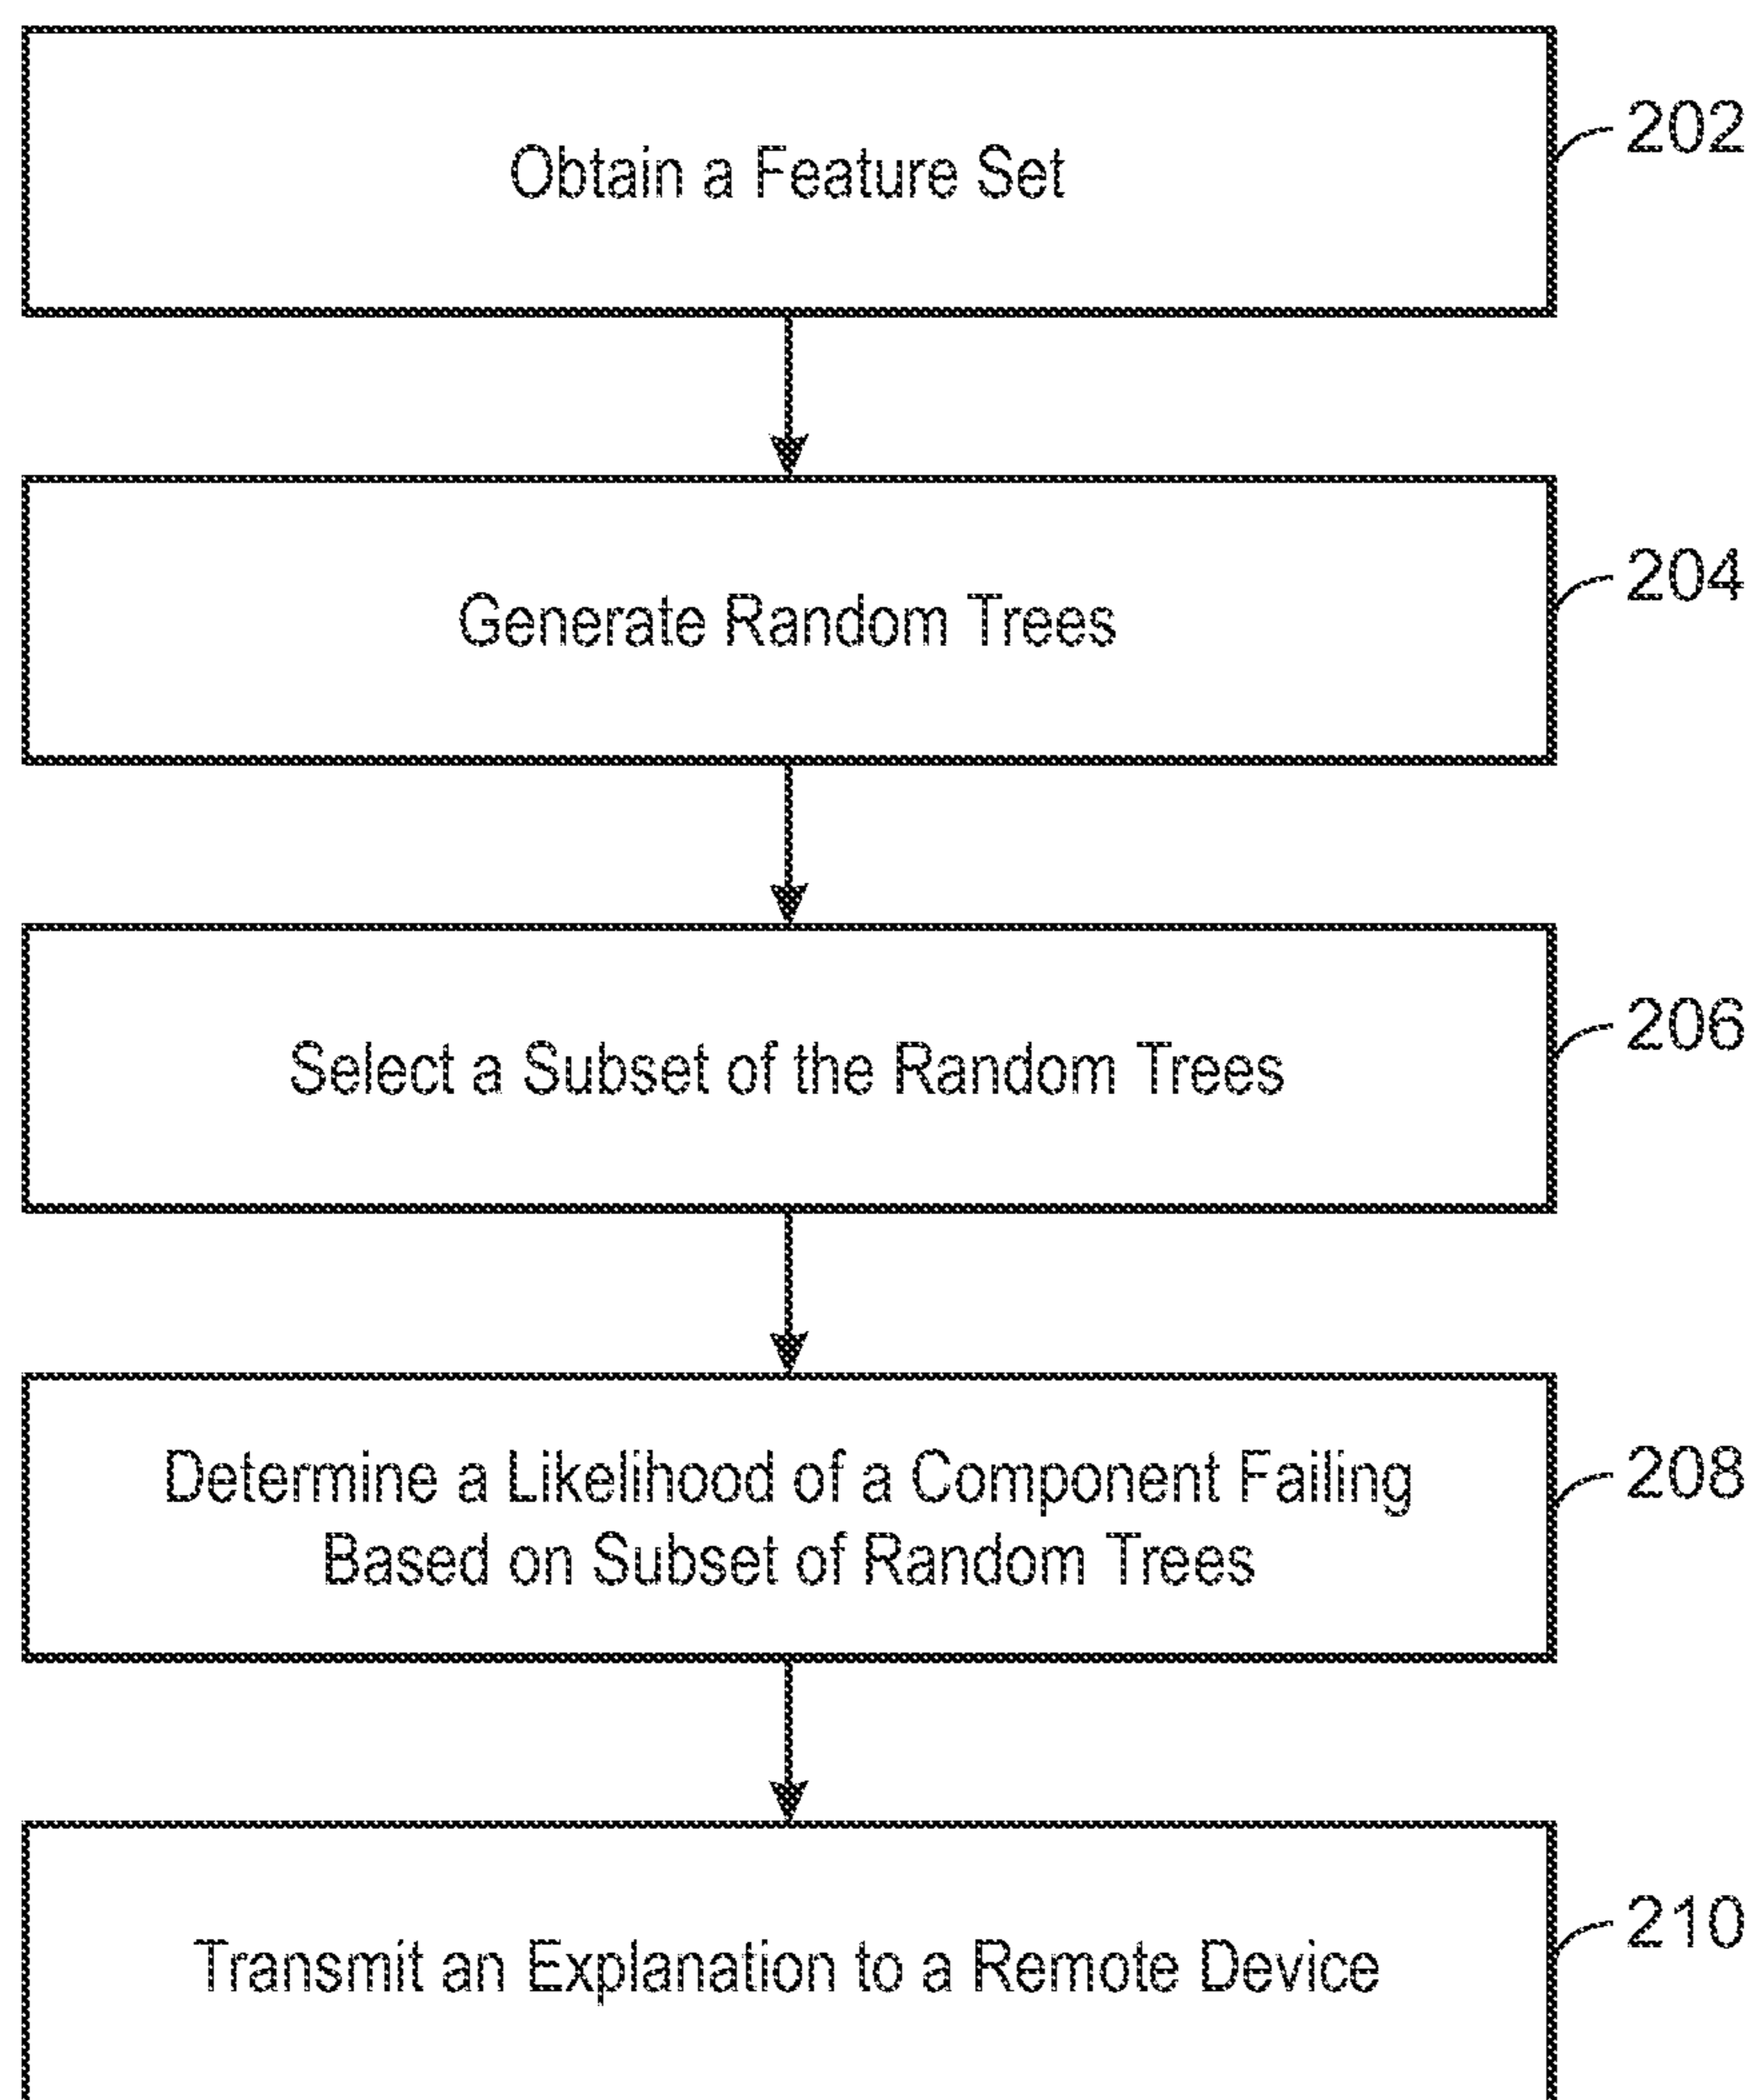 Obtain a Feature Set
202
Generate Random Trees
204
Select a Subset of the Random Trees
206
Determine a Likelihood of a Component Failing
Based on Subset of Random Trees
208
Transmit an Explanation to a Remote Device
210